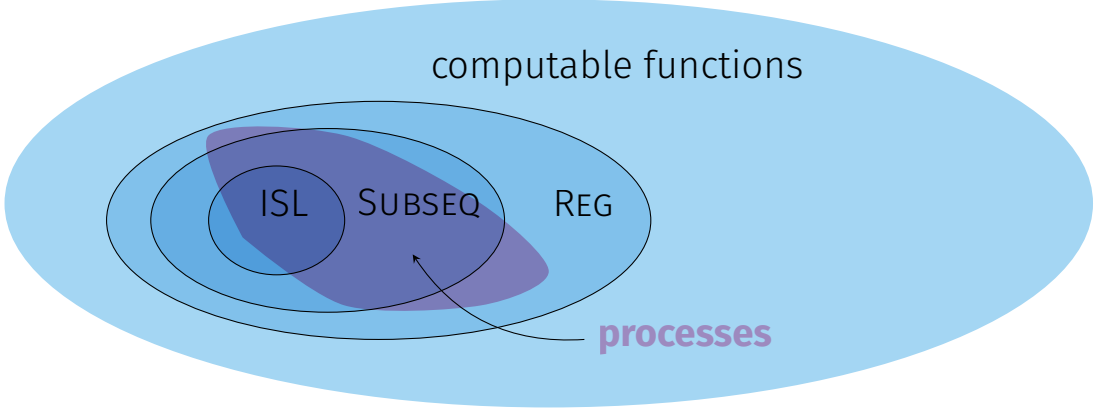 computable functions
ISL SUBSEQ REG
processes